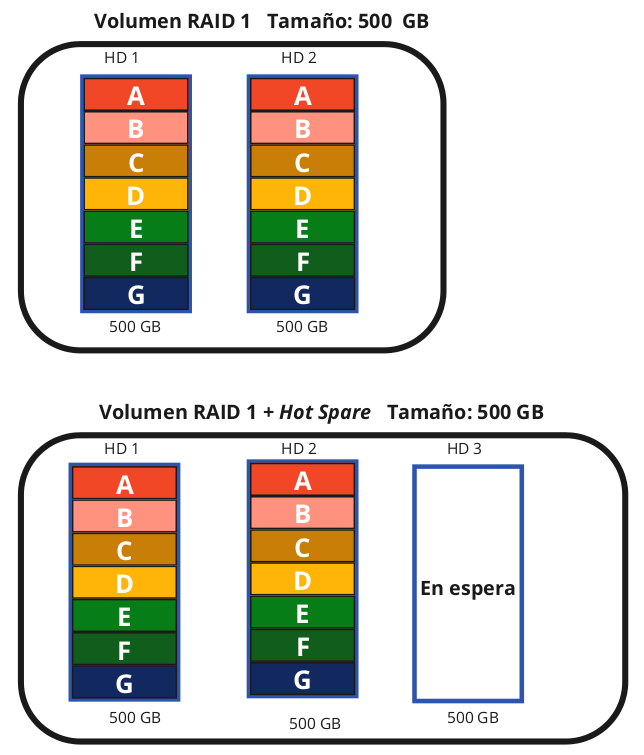 Volumen RAID 1 Tamaño: 500 GB
HD 1 HD 2
A A
B B
C C
D D
E E
F F
G G
500 GB 500 GB
Volumen RAID 1 + Hot Spare Tamaño: 500 GB
HD 1 HD 2 HD 3
A A
B B
C C
D D
En espera
E E
F F
G G
500 GB 500 GB 500 GB